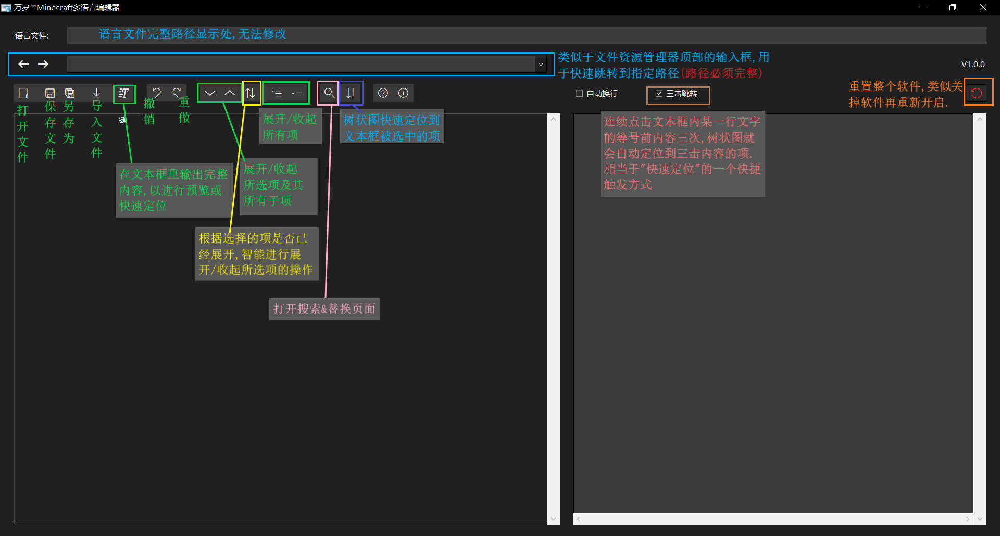 万岁™Minecraft多语言编辑器
语言文件:
语言文件完整路径显示处,无法修改
类似于文件资源管理器顶部的输入框,用
于快速跳转到指定路径(路径必须完整)
V1.0.0
自动换行
三击跳转
重置整个软件,类似关
掉软件再重新开启.
打开文件
保存文件
另存为
导入文件
键
撤销
重做
展开/收起
所有项
树状图快速定位到
文本框被选中的项
连续点击文本框内某一行文字
的等号前内容三次,树状图就
会自动定位到三击内容的项.
相当于"快速定位"的一个快捷
触发方式
在文本框里输出完整
内容,以进行预览或
快速定位
展开/收起
所选项及其
所有子项
根据选择的项是否已
经展开,智能进行展
开/收起所选项的操作
打开搜索&替换页面